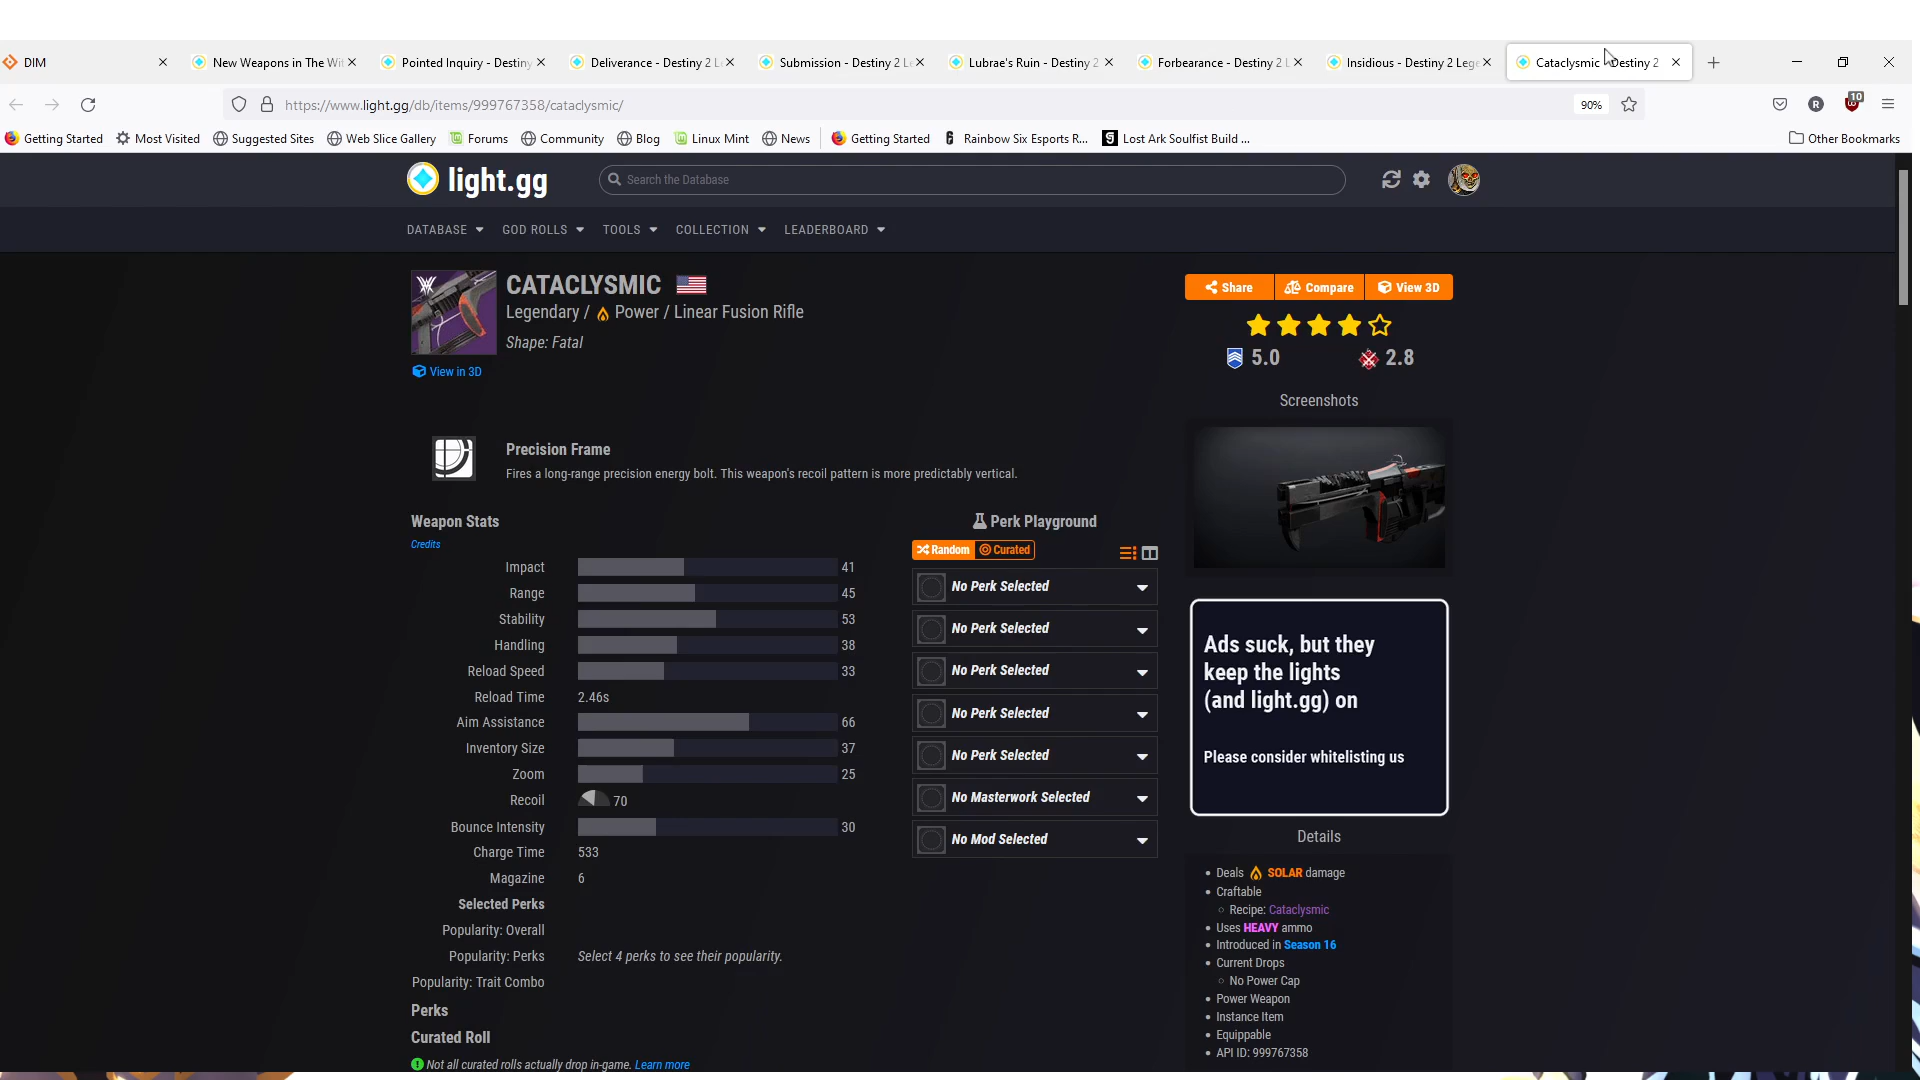 DIM
New Weapons in The Wit
Pointed Inquiry - Destiny
Deliverance - Destiny 2 Le
Submission - Destiny 2 Le
Lubrae's Ruin - Destiny 2
Forbearance - Destiny 2 L
Insidious - Destiny 2 Lege
Cataclysmic - Destiny 2
https://www.light.gg/db/items/999767358/cataclysmic/
90%
R
10
Getting Started
Most Visited
Suggested Sites
Web Slice Gallery
Forums
Community
Blog
Linux Mint
News
Getting Started
Rainbow Six Esports R...
Lost Ark Soulfist Build ...
Other Bookmarks
light.gg
Search the Database
DATABASE
GOD ROLLS
TOOLS
COLLECTION
LEADERBOARD
CATACLYSMIC
Legendary / Power / Linear Fusion Rifle
Shape: Fatal
View in 3D
Share
Compare
View 3D
5.0
2.8
Screenshots
Precision Frame
Fires a long-range precision energy bolt. This weapon's recoil pattern is more predictably vertical.
Weapon Stats
Credits
Impact 41
Range 45
Stability 53
Handling 38
Reload Speed 33
Reload Time 2.46s
Aim Assistance 66
Inventory Size 37
Zoom 25
Recoil 70
Bounce Intensity 30
Charge Time 533
Magazine 6
Selected Perks
Popularity: Overall
Popularity: Perks Select 4 perks to see their popularity.
Popularity: Trait Combo
Perks
Curated Roll
Not all curated rolls actually drop in-game. Learn more
Perk Playground
Random
Curated
No Perk Selected
No Perk Selected
No Perk Selected
No Perk Selected
No Perk Selected
No Masterwork Selected
No Mod Selected
Ads suck, but they
keep the lights
(and light.gg) on
Please consider whitelisting us
Details
Deals SOLAR damage
Craftable
Recipe: Cataclysmic
Uses HEAVY ammo
Introduced in Season 16
Current Drops
No Power Cap
Power Weapon
Instance Item
Equippable
API ID: 999767358